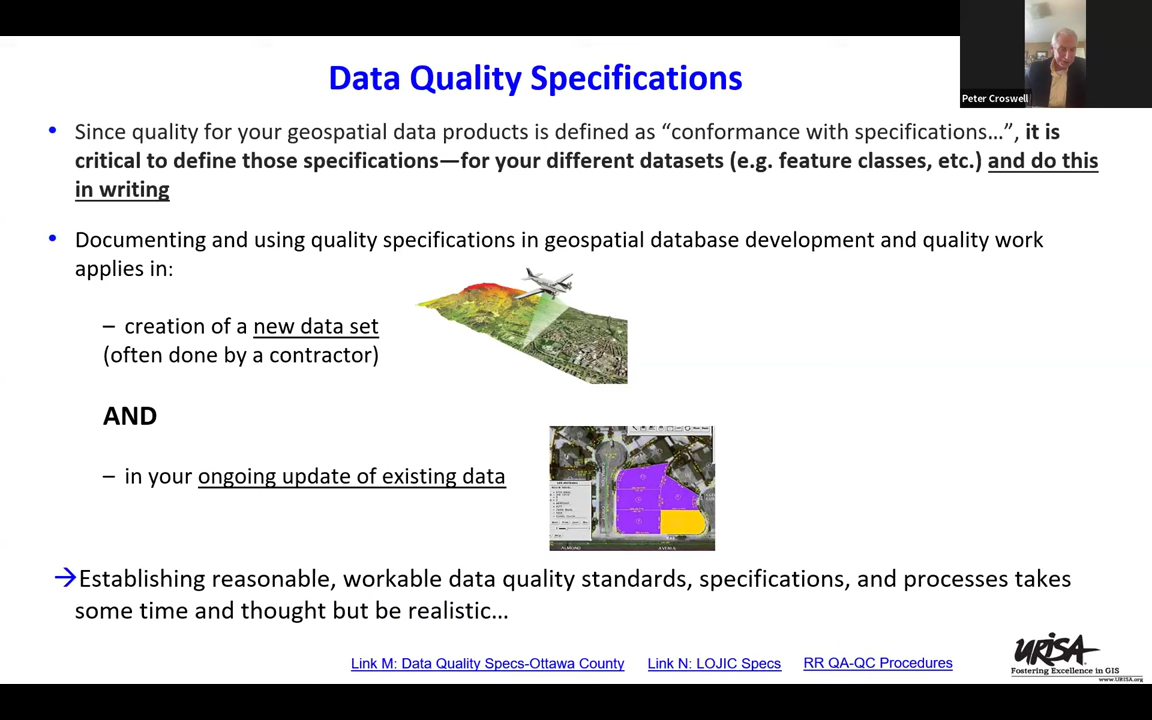 Data Quality Specifications
Peter Croswell
• Since quality for your geospatial data products is defined as “conformance with specifications…”, it is
critical to define those specifications—for your different datasets (e.g. feature classes, etc.) and do this
in writing
• Documenting and using quality specifications in geospatial database development and quality work
applies in:
– creation of a new data set
(often done by a contractor)
AND
– in your ongoing update of existing data
ALMOND AVENUE
→Establishing reasonable, workable data quality standards, specifications, and processes takes
some time and thought but be realistic…
Link M: Data Quality Specs-Ottawa County Link N: LOJIC Specs RR QA-QC Procedures
URISA
Fostering Excellence in GIS
www.URISA.org